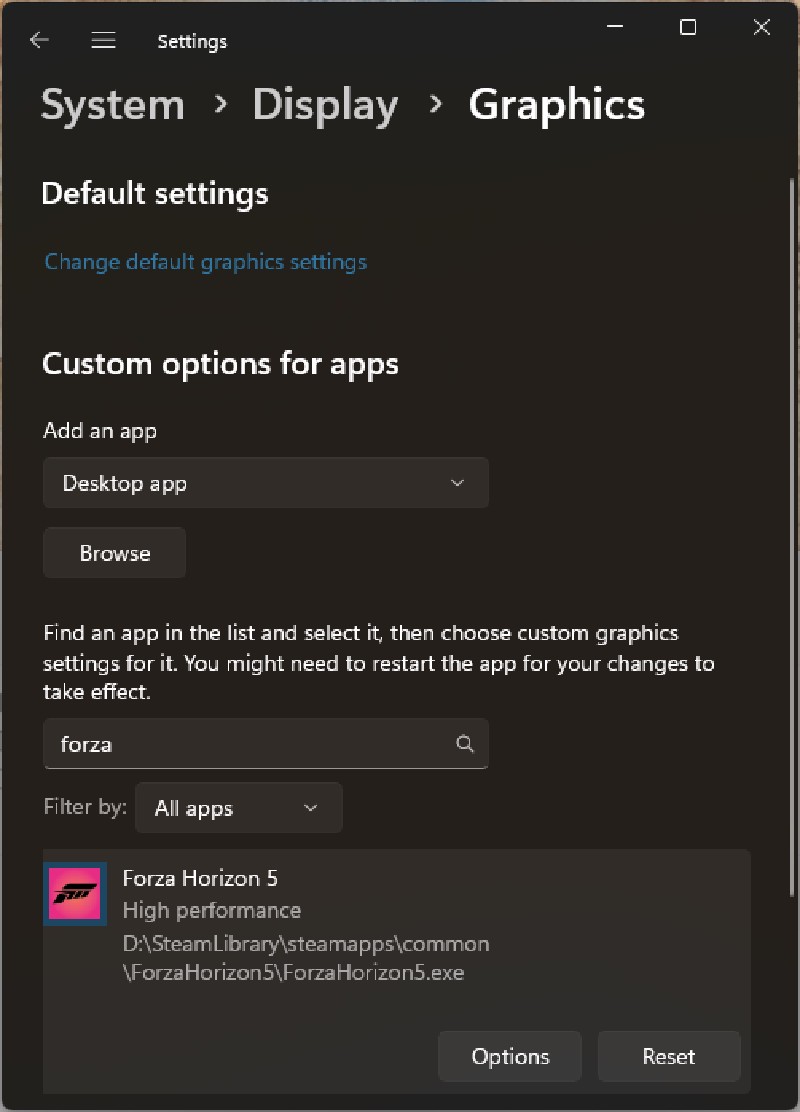 Settings
System > Display > Graphics
Default settings
Change default graphics settings
Custom options for apps
Add an app
Desktop app
Browse
Find an app in the list and select it, then choose custom graphics
settings for it. You might need to restart the app for your changes to
take effect.
forza
Filter by: All apps
Forza Horizon 5
High performance
D:\SteamLibrary\steamapps\common
\ForzaHorizon5\ForzaHorizon5.exe
Options Reset